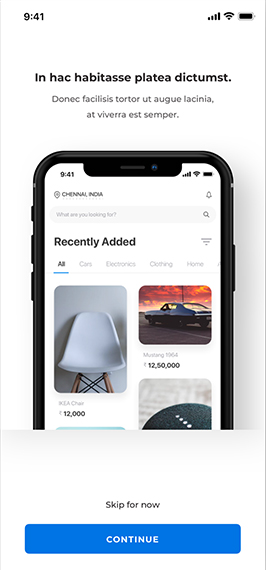 9:41
In hac habitasse platea dictumst.
Donec facilisis tortor ut augue lacinia,
at viverra est semper.
9:41
CHENNAI, INDIA
What are you looking for?
Recently Added
All Cars Electronics Clothing Home
IKEA Chair
₹ 12,000
Mustang 1964
₹ 12,50,000
Skip for now
CONTINUE